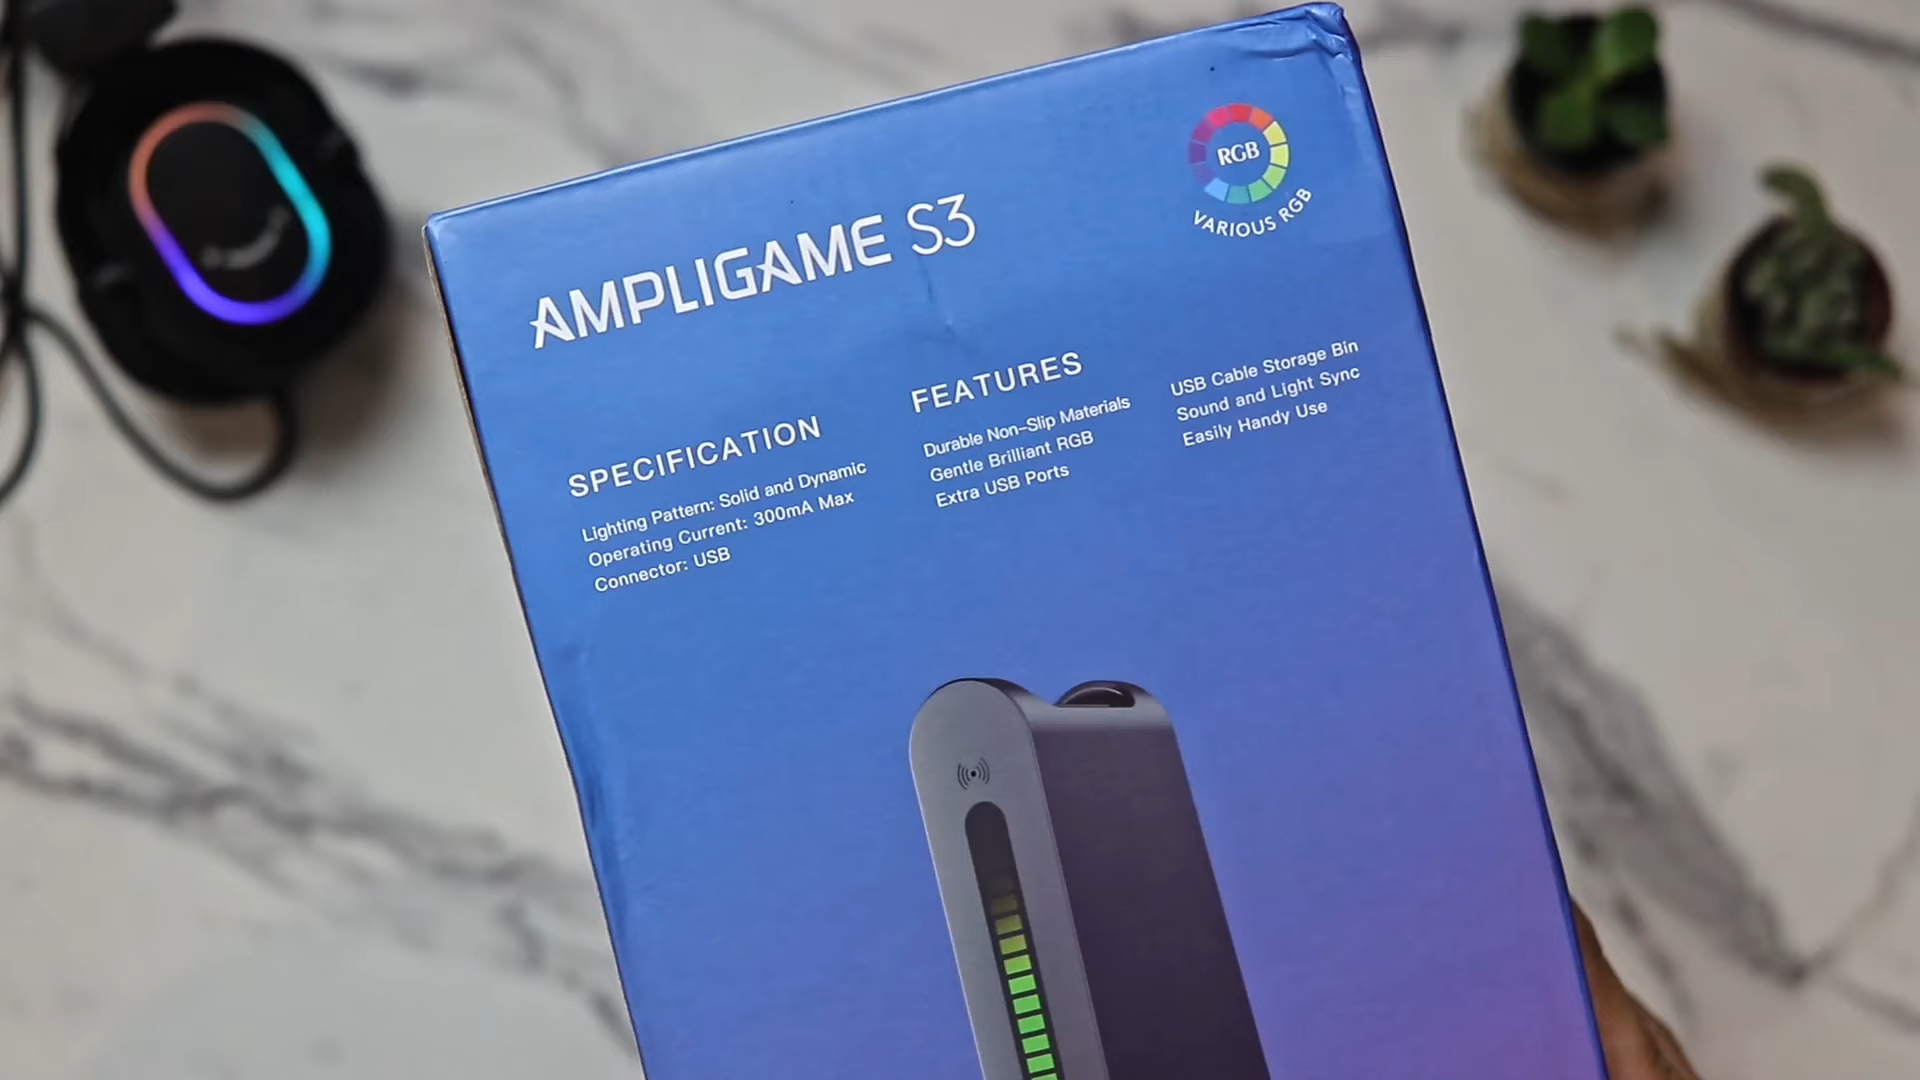 RGB
VARIOUS RGB
AMPLIGAME S3
SPECIFICATION
Lighting Pattern: Solid and Dynamic
Operating Current: 300mA Max
Connector: USB
FEATURES
Durable Non-Slip Materials
Gentle Brilliant RGB
Extra USB Ports
USB Cable Storage Bin
Sound and Light Sync
Easily Handy Use